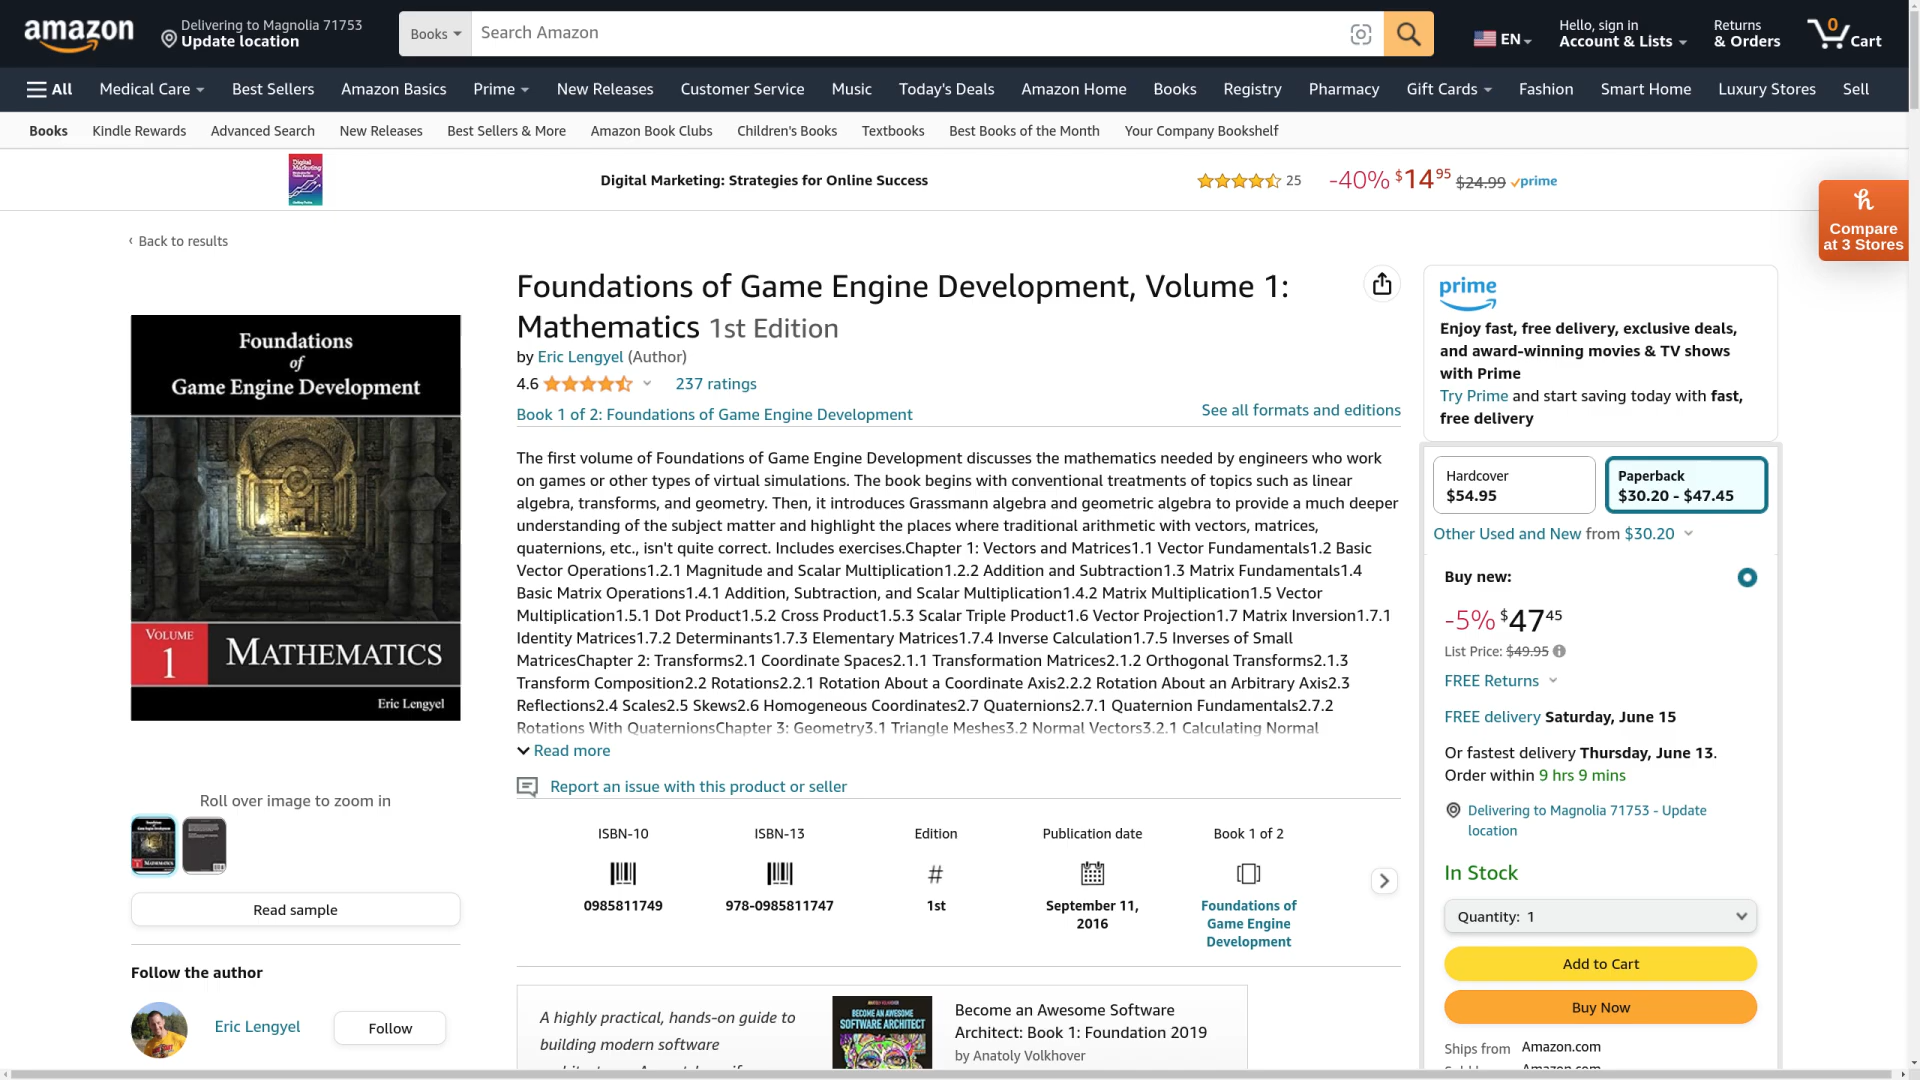 amazon
Delivering to Magnolia 71753
Update location
Books
Search Amazon
EN
Hello, sign in
Account & Lists
Returns
& Orders
0
Cart
All
Medical Care
Best Sellers
Amazon Basics
Prime
New Releases
Customer Service
Music
Today's Deals
Amazon Home
Books
Registry
Pharmacy
Gift Cards
Fashion
Smart Home
Luxury Stores
Sell
Books
Kindle Rewards
Advanced Search
New Releases
Best Sellers & More
Amazon Book Clubs
Children's Books
Textbooks
Best Books of the Month
Your Company Bookshelf
Digital Marketing: Strategies for Online Success
25
-40% $14 95 $24.99 prime
Compare
at 3 Stores
‹ Back to results
Foundations
of
Game Engine Development
VOLUME
1
MATHEMATICS
Eric Lengyel
Roll over image to zoom in
Read sample
Follow the author
Eric Lengyel
Follow
Foundations of Game Engine Development, Volume 1:
Mathematics 1st Edition
by Eric Lengyel (Author)
4.6
237 ratings
Book 1 of 2: Foundations of Game Engine Development
See all formats and editions
The first volume of Foundations of Game Engine Development discusses the mathematics needed by engineers who work
on games or other types of virtual simulations. The book begins with conventional treatments of topics such as linear
algebra, transforms, and geometry. Then, it introduces Grassmann algebra and geometric algebra to provide a much deeper
understanding of the subject matter and highlight the places where traditional arithmetic with vectors, matrices,
quaternions, etc., isn't quite correct. Includes exercises.Chapter 1: Vectors and Matrices1.1 Vector Fundamentals1.2 Basic
Vector Operations1.2.1 Magnitude and Scalar Multiplication1.2.2 Addition and Subtraction1.3 Matrix Fundamentals1.4
Basic Matrix Operations1.4.1 Addition, Subtraction, and Scalar Multiplication1.4.2 Matrix Multiplication1.5 Vector
Multiplication1.5.1 Dot Product1.5.2 Cross Product1.5.3 Scalar Triple Product1.6 Vector Projection1.7 Matrix Inversion1.7.1
Identity Matrices1.7.2 Determinants1.7.3 Elementary Matrices1.7.4 Inverse Calculation1.7.5 Inverses of Small
MatricesChapter 2: Transforms2.1 Coordinate Spaces2.1.1 Transformation Matrices2.1.2 Orthogonal Transforms2.1.3
Transform Composition2.2 Rotations2.2.1 Rotation About a Coordinate Axis2.2.2 Rotation About an Arbitrary Axis2.3
Reflections2.4 Scales2.5 Skews2.6 Homogeneous Coordinates2.7 Quaternions2.7.1 Quaternion Fundamentals2.7.2
Rotations With QuaternionsChapter 3: Geometry3.1 Triangle Meshes3.2 Normal Vectors3.2.1 Calculating Normal
Read more
Report an issue with this product or seller
ISBN-10
0985811749
ISBN-13
978-0985811747
Edition
#
1st
Publication date
September 11,
2016
Book 1 of 2
Foundations of
Game Engine
Development
A highly practical, hands-on guide to
building modern software
BECOME AN AWESOME
SOFTWARE ARCHITECT
Become an Awesome Software
Architect: Book 1: Foundation 2019
by Anatoly Volkhover
prime
Enjoy fast, free delivery, exclusive deals,
and award-winning movies & TV shows
with Prime
Try Prime and start saving today with fast,
free delivery
Hardcover
$54.95
Paperback
$30.20 - $47.45
Other Used and New from $30.20
Buy new:
-5% $47 45
List Price: $49.95
FREE Returns
FREE delivery Saturday, June 15
Or fastest delivery Thursday, June 13.
Order within 9 hrs 9 mins
Delivering to Magnolia 71753 - Update
location
In Stock
Quantity: 1
Add to Cart
Buy Now
Ships from
Amazon.com